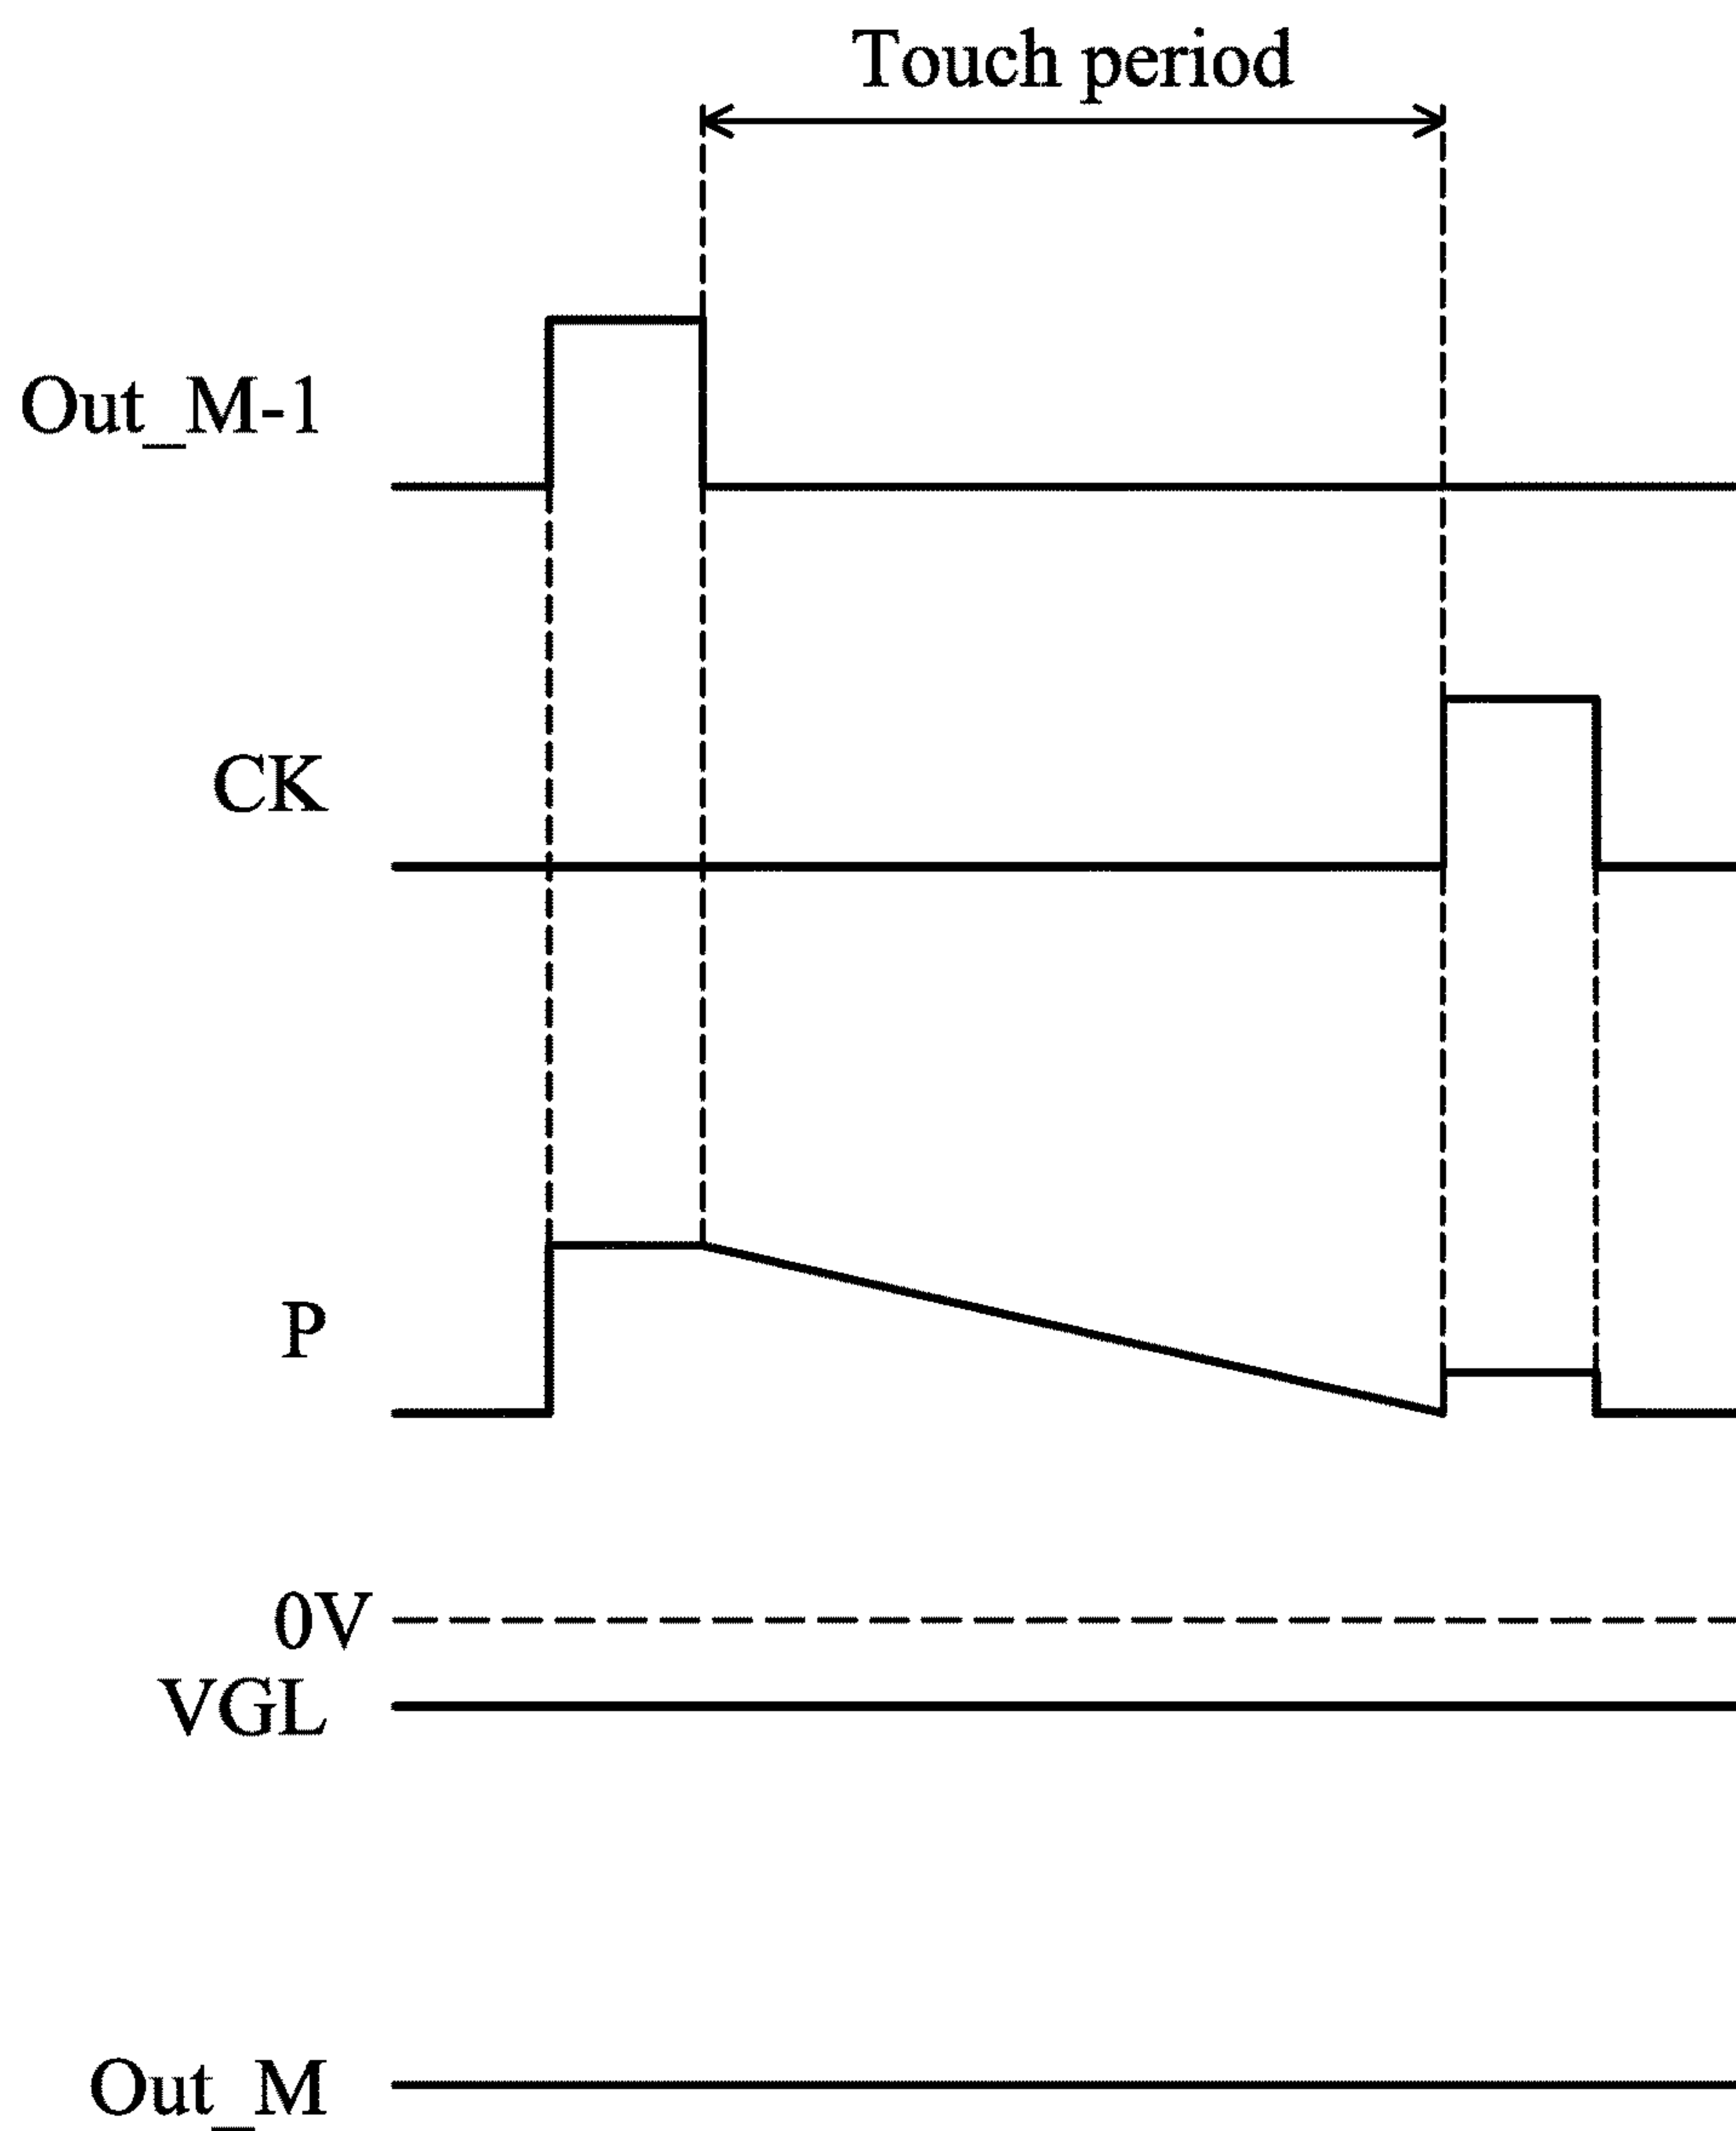 Touch period
Out_M-1
CK
P
0V
VGL
Out_M